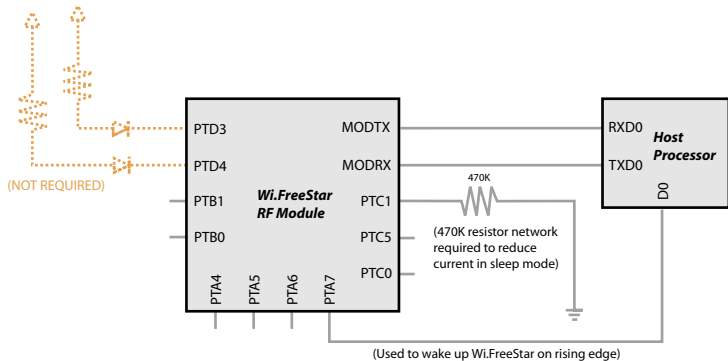 PTD3
MODTX
RXD0
Host
Processor
PTD4
MODRX
TXD0
(NOT REQUIRED)
Wi.FreeStar
RF Module
470K
D0
PTB1
PTC1
PTB0
PTC5
(470K resistor network
required to reduce
current in sleep mode)
PTC0
PTA4
PTA5
PTA6
PTA7
(Used to wake up Wi.FreeStar on rising edge)